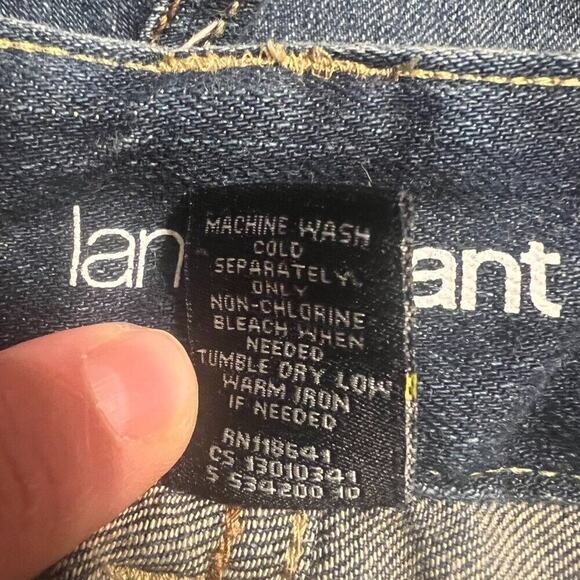 lan ant
MACHINE WASH
COLD
SEPARATELY.
ONLY
NON-CHLORINE
BLEACH WHEN
NEEDED
TUMBLE DRY LOW
WARM IRON
IF NEEDED
RN118641
CS 13010341
S 534200 1D